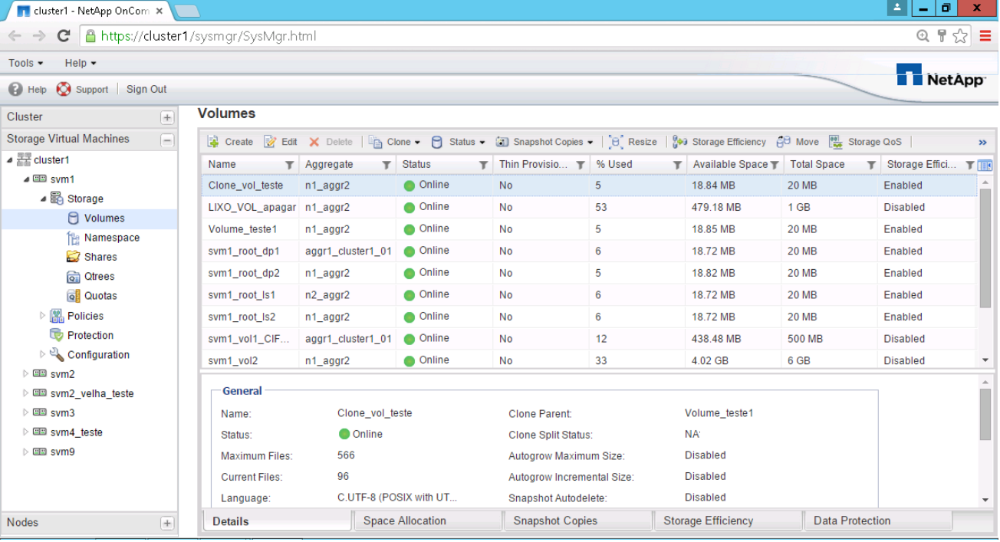 cluster1 - NetApp OnCom
https://cluster1/sysmgr/SysMgr.html
Tools Help
NetApp
Help Support Sign Out
Cluster
Storage Virtual Machines
cluster1
svm1
Storage
Volumes
Namespace
Shares
Qtrees
Quotas
Policies
Protection
Configuration
svm2
svm2_velha_teste
svm3
svm4_teste
svm9
Nodes
Volumes
Create Edit Delete Clone Status Snapshot Copies Resize Storage Efficiency Move Storage QoS »
Name Aggregate Status Thin Provisio... % Used Available Space Total Space Storage Effici...
Clone_vol_teste n1_aggr2 Online No 5 18.84 MB 20 MB Enabled
LIXO_VOL_apagar n1_aggr2 Online No 53 479.18 MB 1 GB Disabled
Volume_teste1 n1_aggr2 Online No 5 18.85 MB 20 MB Enabled
svm1_root_dp1 aggr1_cluster1_01 Online No 6 18.72 MB 20 MB Enabled
svm1_root_dp2 n1_aggr2 Online No 5 18.82 MB 20 MB Enabled
svm1_root_ls1 n2_aggr2 Online No 6 18.72 MB 20 MB Enabled
svm1_root_ls2 n1_aggr2 Online No 6 18.72 MB 20 MB Enabled
svm1_vol1_CIF... aggr1_cluster1_01 Online No 12 438.48 MB 500 MB Disabled
svm1_vol2 n1_aggr2 Online No 33 4.02 GB 6 GB Disabled
General
Name: Clone_vol_teste Clone Parent: Volume_teste1
Status: Online Clone Split Status: NA
Maximum Files: 566 Autogrow Maximum Size: Disabled
Current Files: 96 Autogrow Incremental Size: Disabled
Language: C.UTF-8 (POSIX with UT... Snapshot Autodelete: Disabled
Details Space Allocation Snapshot Copies Storage Efficiency Data Protection